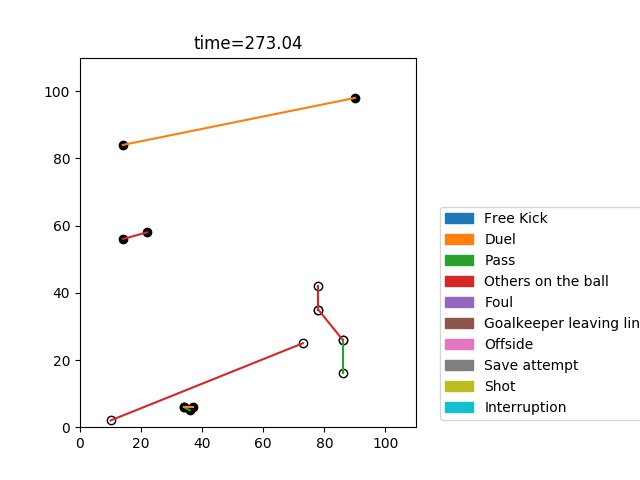 time=273.04
100
80
60
40
20
0
0 20 40 60 80 100
Free Kick
Duel
Pass
Others on the ball
Foul
Goalkeeper leaving lin
Offside
Save attempt
Shot
Interruption